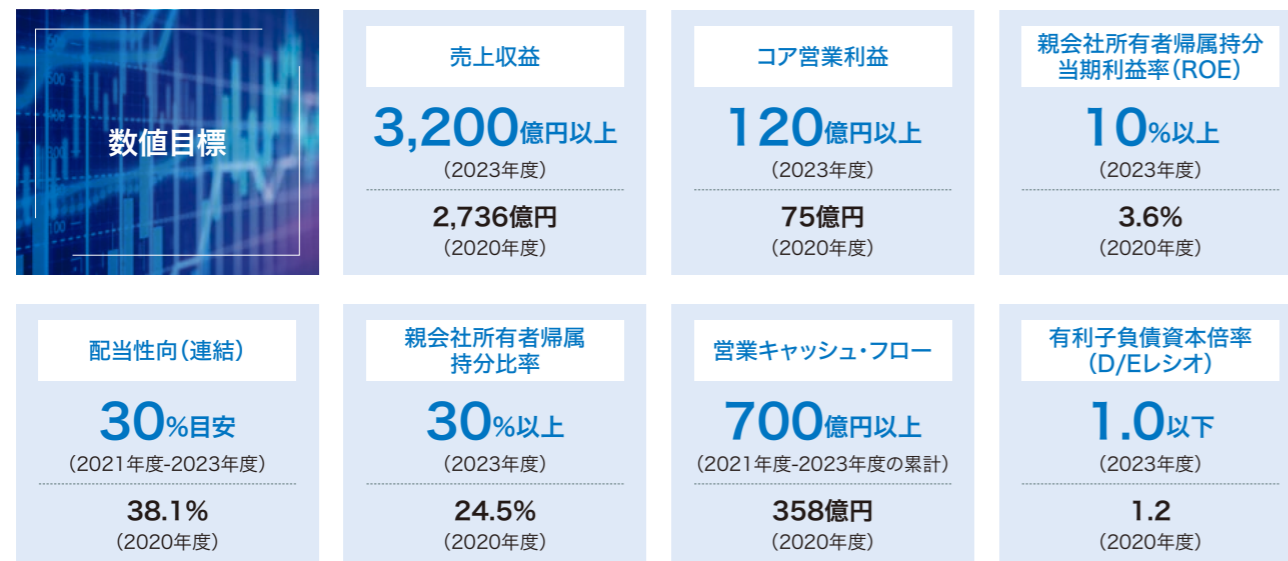 数値目標
売上収益
3,200億円以上
（2023年度）
2,736億円
（2020年度）
コア営業利益
120億円以上
（2023年度）
75億円
（2020年度）
親会社所有者帰属持分
当期利益率（ROE）
10%以上
（2023年度）
3.6%
（2020年度）
配当性向（連結）
30%目安
（2021年度-2023年度）
38.1%
（2020年度）
親会社所有者帰属
持分比率
30%以上
（2023年度）
24.5%
（2020年度）
営業キャッシュ・フロー
700億円以上
（2021年度-2023年度の累計）
358億円
（2020年度）
有利子負債資本倍率
（D/Eレシオ）
1.0以下
（2023年度）
1.2
（2020年度）